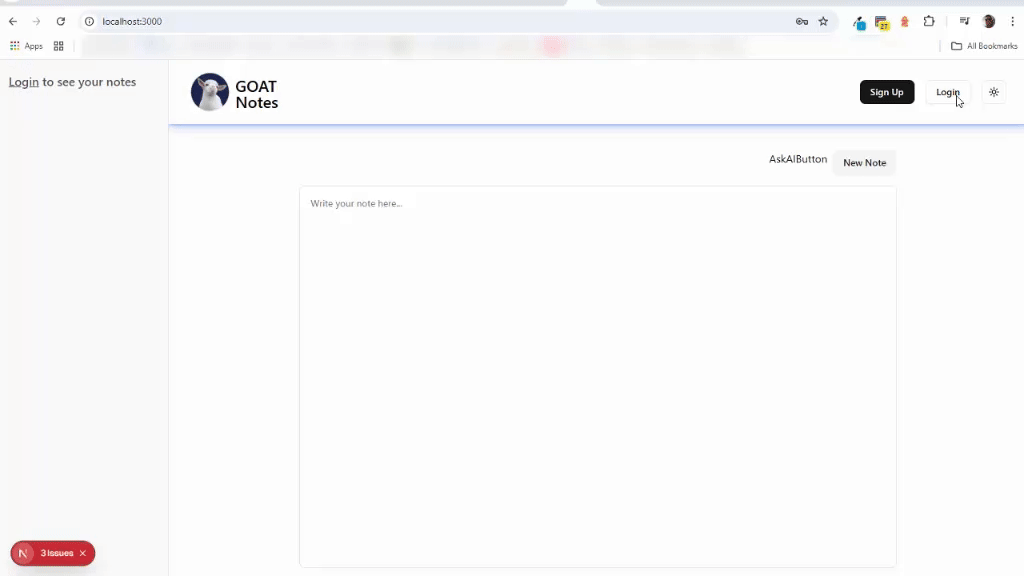 localhost:3000
27
Apps
All Bookmarks
Login to see your notes
GOAT
Notes
Sign Up
Login
AskAIButton
New Note
Write your note here...
N
3 Issues